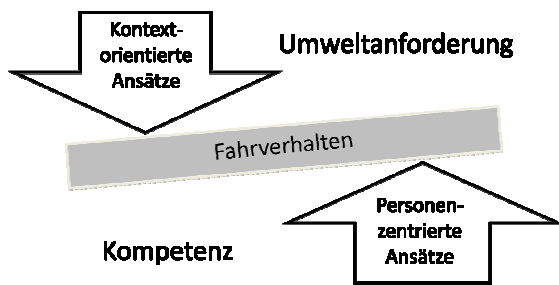 Kontext-
orientierte
Ansätze
Umweltanforderung
Fahrverhalten
Personen-
zentrierte
Ansätze
Kompetenz